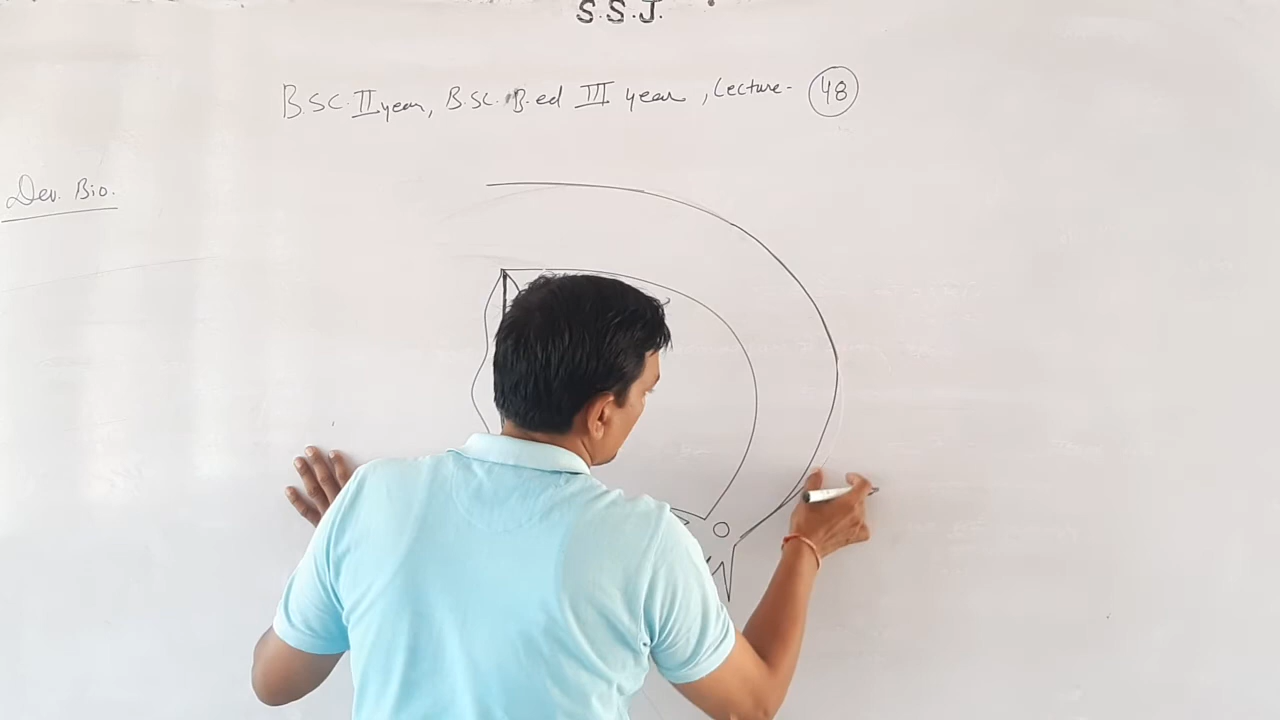 S.S.J.
B.SC. II year, B.SC. B.ed III year, Lecture- 48
Dev. Bio.